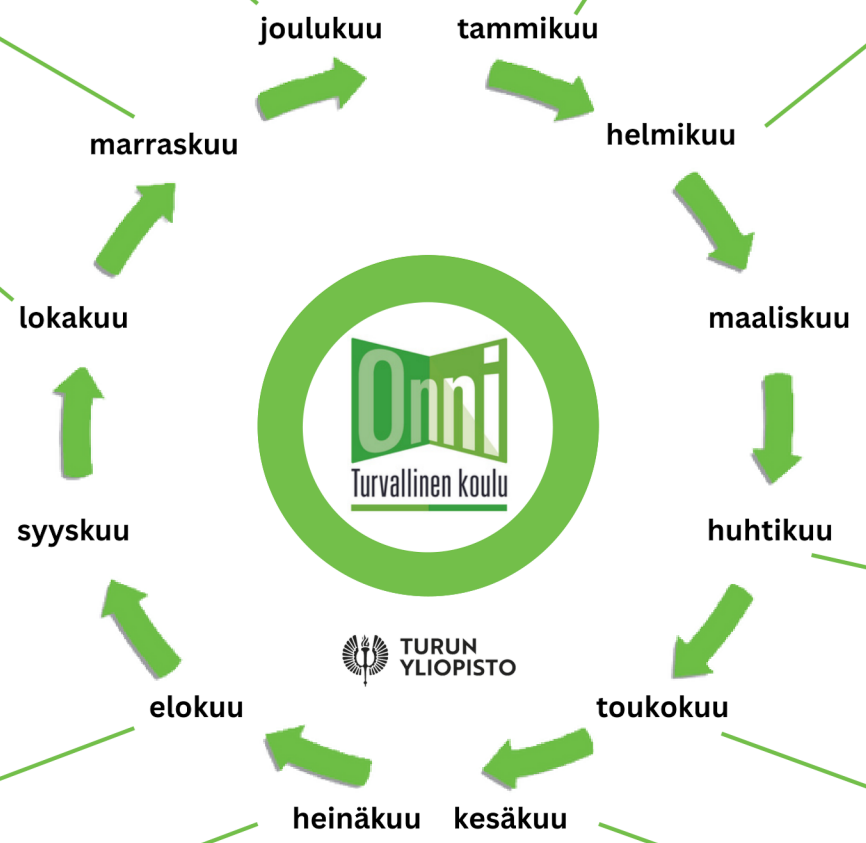 joulukuu
tammikuu
marraskuu
helmikuu
lokakuu
maaliskuu
Onni
Turvallinen koulu
syyskuu
huhtikuu
TURUN
YLIOPISTO
elokuu
toukokuu
heinäkuu
kesäkuu